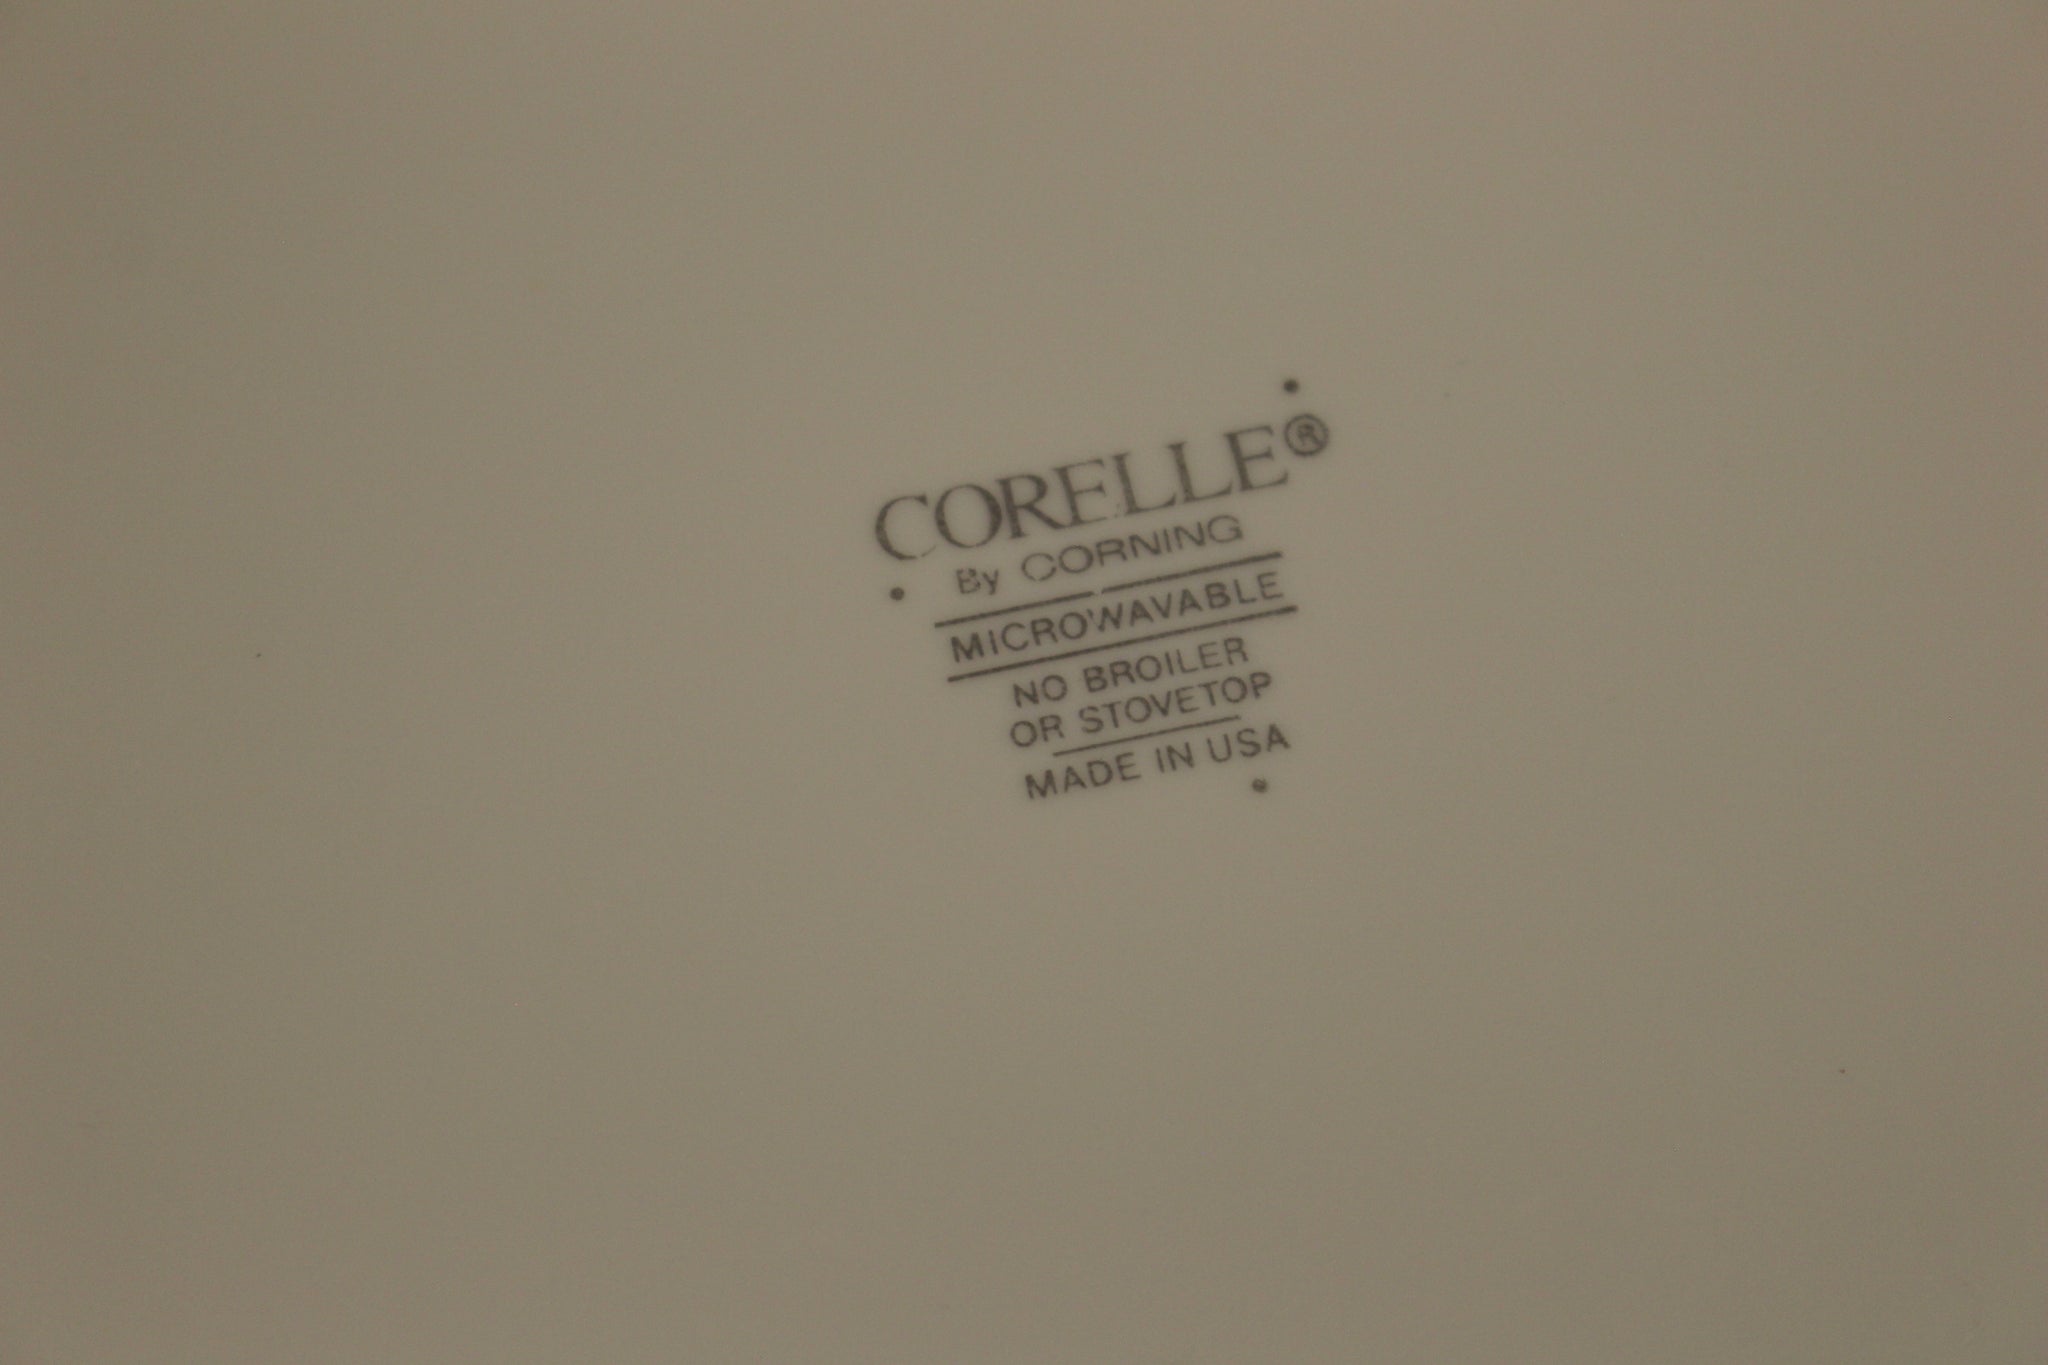 CORELLE®
By CORNING
MICROWAVABLE
NO BROILER
OR STOVETOP
MADE IN USA